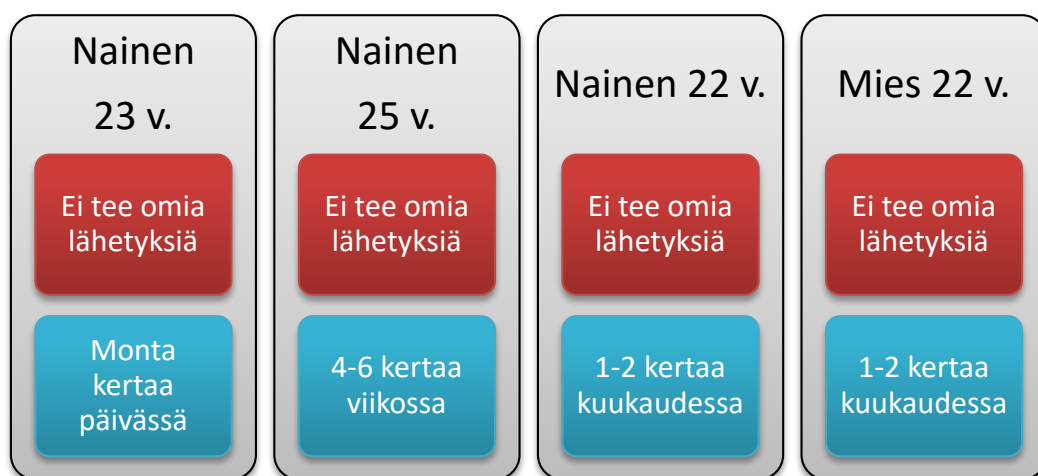 Nainen
23 v.
Ei tee omia
lähetyksiä
Monta
kertaa
päivässä
Nainen
25 v.
Ei tee omia
lähetyksiä
4-6 kertaa
viikossa
Nainen 22 v.
Ei tee omia
lähetyksiä
1-2 kertaa
kuukaudessa
Mies 22 v.
Ei tee omia
lähetyksiä
1-2 kertaa
kuukaudessa